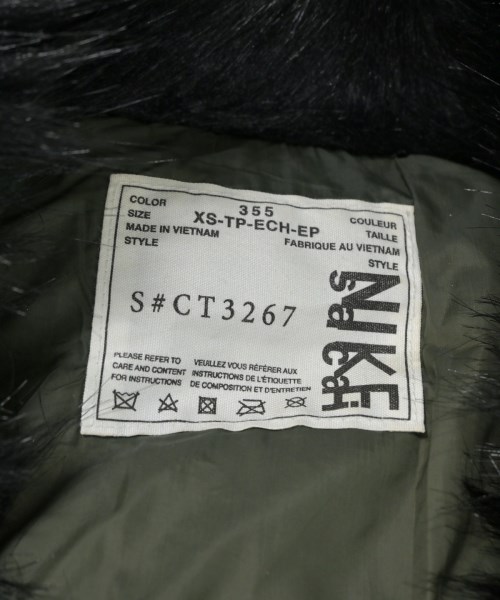 COLOR 355 COULEUR
SIZE XS-TP-ECH-EP TAILLE
MADE IN VIETNAM FABRIQUE AU VIETNAM
STYLE STYLE
S#CT3267
NIKE
sacai
PLEASE REFER TO VEUILLEZ VOUS RÉFÉRER AUX
CARE AND CONTENT INSTRUCTIONS DE L'ÉTIQUETTE
FOR INSTRUCTIONS DE COMPOSITION ET D'ENTRETIEN